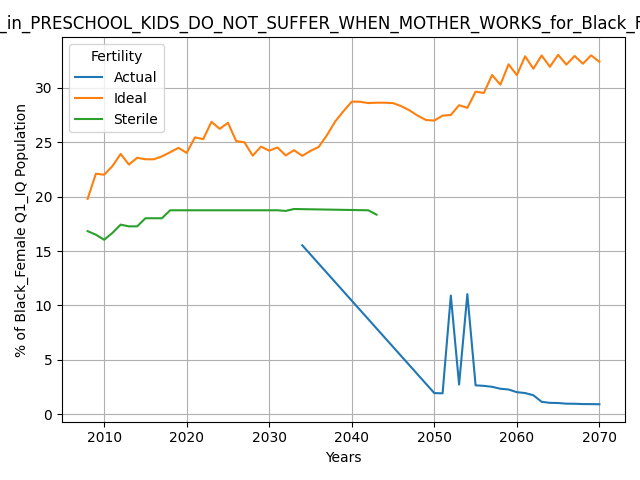 _in_PRESCHOOL_KIDS_DO_NOT_SUFFER_WHEN_MOTHER_WORKS_for_Black_F
Fertility
Actual
Ideal
Sterile
% of Black_Female Q1_IQ Population
30
25
20
15
10
5
0
2010 2020 2030 2040 2050 2060 2070
Years